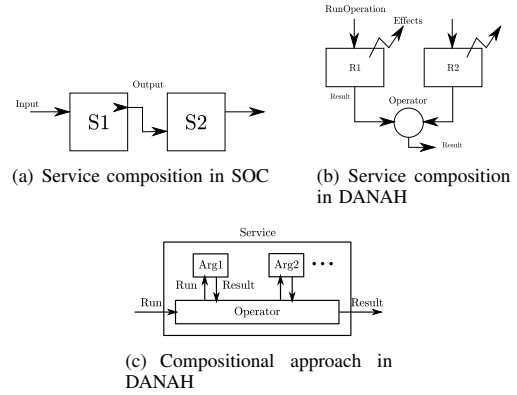 Input
Output
S1
S2
(a) Service composition in SOC
RunOperation
Effects
R1
R2
Result
Operator
Result
(b) Service composition
in DANAH
Service
Arg1
Arg2
Run
Result
Run
Operator
Result
(c) Compositional approach in
DANAH